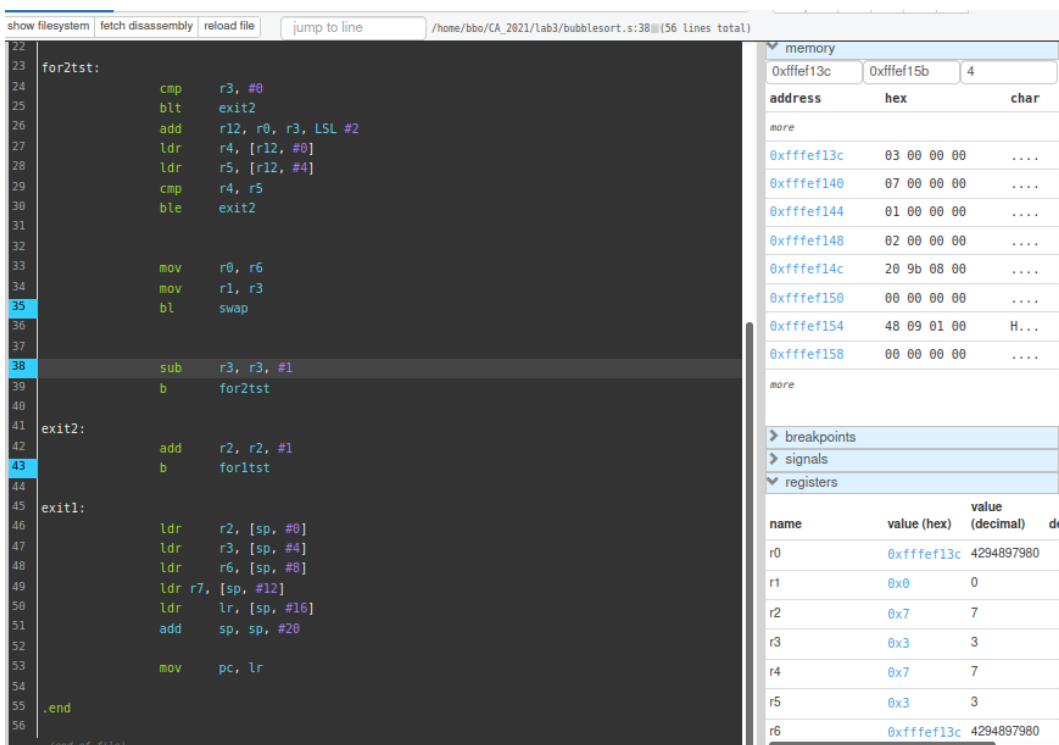 show filesystem fetch disassembly reload file jump to line /home/bbo/CA_2021/lab3/bubblesort.s:38 (56 lines total)
22
23 for2tst:
24 cmp r3, #0
25 blt exit2
26 add r12, r0, r3, LSL #2
27 ldr r4, [r12, #0]
28 ldr r5, [r12, #4]
29 cmp r4, r5
30 ble exit2
31
32
33 mov r0, r6
34 mov r1, r3
35 bl swap
36
37
38 sub r3, r3, #1
39 b for2tst
40
41 exit2:
42 add r2, r2, #1
43 b for1tst
44
45 exit1:
46 ldr r2, [sp, #0]
47 ldr r3, [sp, #4]
48 ldr r6, [sp, #8]
49 ldr r7, [sp, #12]
50 ldr lr, [sp, #16]
51 add sp, sp, #20
52
53 mov pc, lr
54
55 .end
56
(end of file)
memory
0xfffef13c 0xfffef15b 4
address hex char
more
0xfffef13c 03 00 00 00 ....
0xfffef140 07 00 00 00 ....
0xfffef144 01 00 00 00 ....
0xfffef148 02 00 00 00 ....
0xfffef14c 20 9b 08 00 ....
0xfffef150 00 00 00 00 ....
0xfffef154 48 09 01 00 H...
0xfffef158 00 00 00 00 ....
more
breakpoints
signals
registers
name value (hex) value (decimal)
r0 0xfffef13c 4294897980
r1 0x0 0
r2 0x7 7
r3 0x3 3
r4 0x7 7
r5 0x3 3
r6 0xfffef13c 4294897980